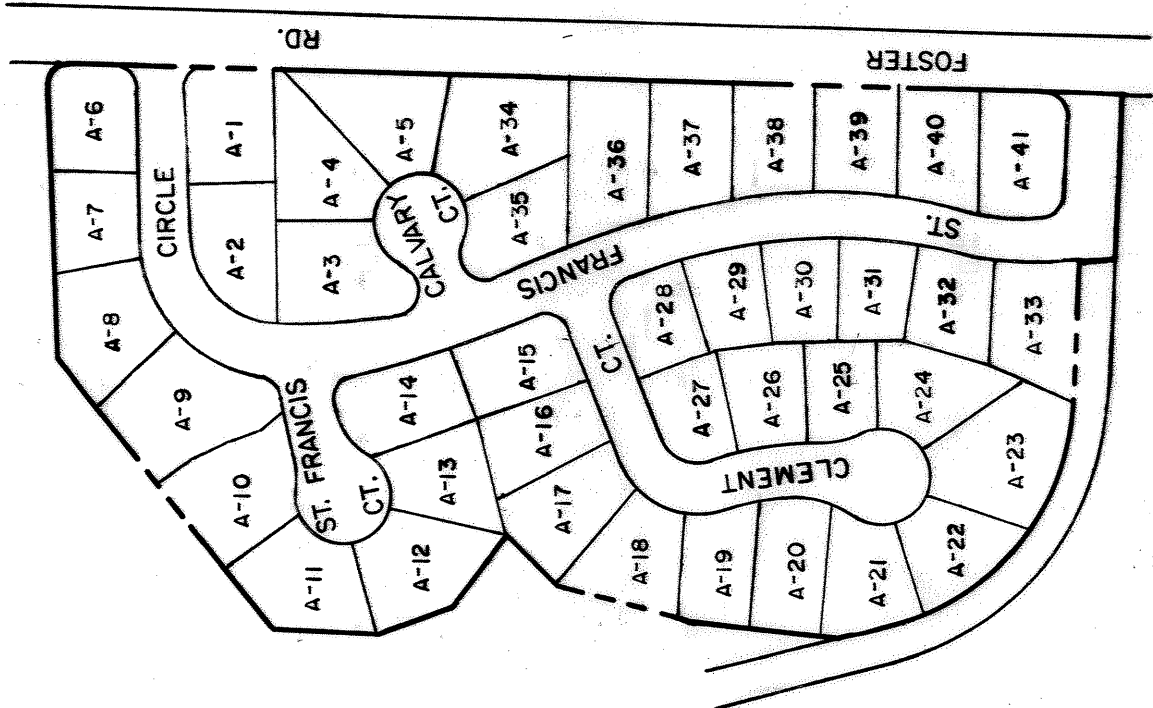 RD.
FOSTER
A-6
A-1
A-5
A-34
A-37
A-38
A-39
A-40
A-41
A-4
A-36
A-7
CIRCLE
A-2
A-3
CALVARY
CT.
A-35
FRANCIS
ST.
A-8
A-28
A-29
A-30
A-31
A-32
A-33
A-9
A-14
A-15
CT.
A-27
A-26
A-25
A-24
A-16
ST. FRANCIS
CT.
A-13
A-23
CLEMENT
A-10
A-17
A-11
A-12
A-18
A-19
A-20
A-21
A-22